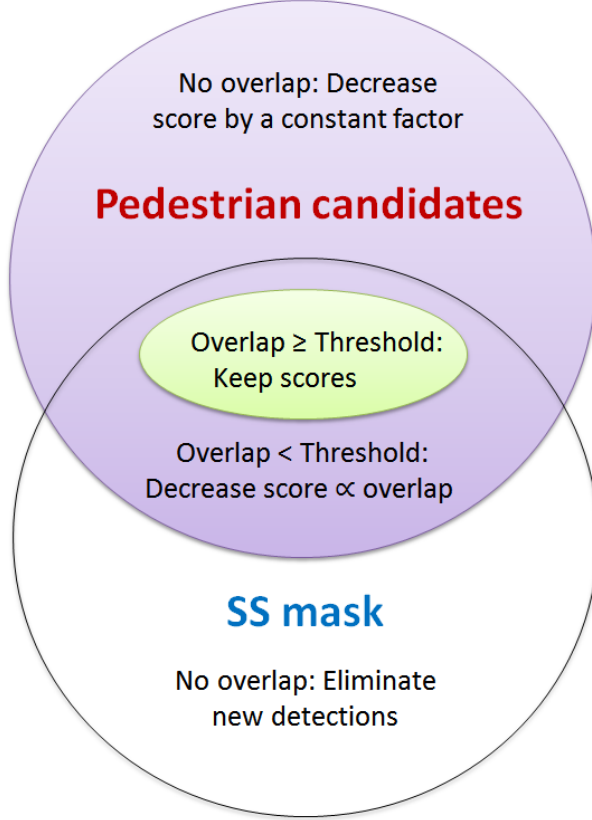 No overlap: Decrease
score by a constant factor
Pedestrian candidates
Overlap ≥ Threshold:
Keep scores
Overlap < Threshold:
Decrease score ∝ overlap
SS mask
No overlap: Eliminate
new detections